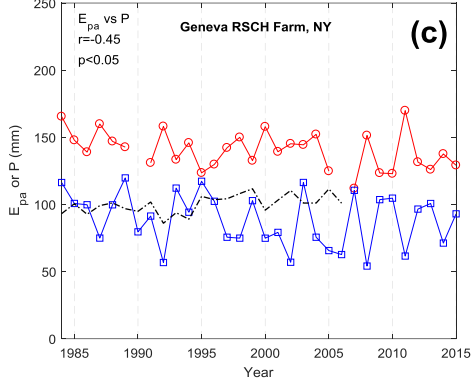 250
200
150
100
50
0
E_pa or P (mm)
E_pa vs P
r=-0.45
p<0.05
Geneva RSCH Farm, NY
(c)
1985 1990 1995 2000 2005 2010 2015
Year